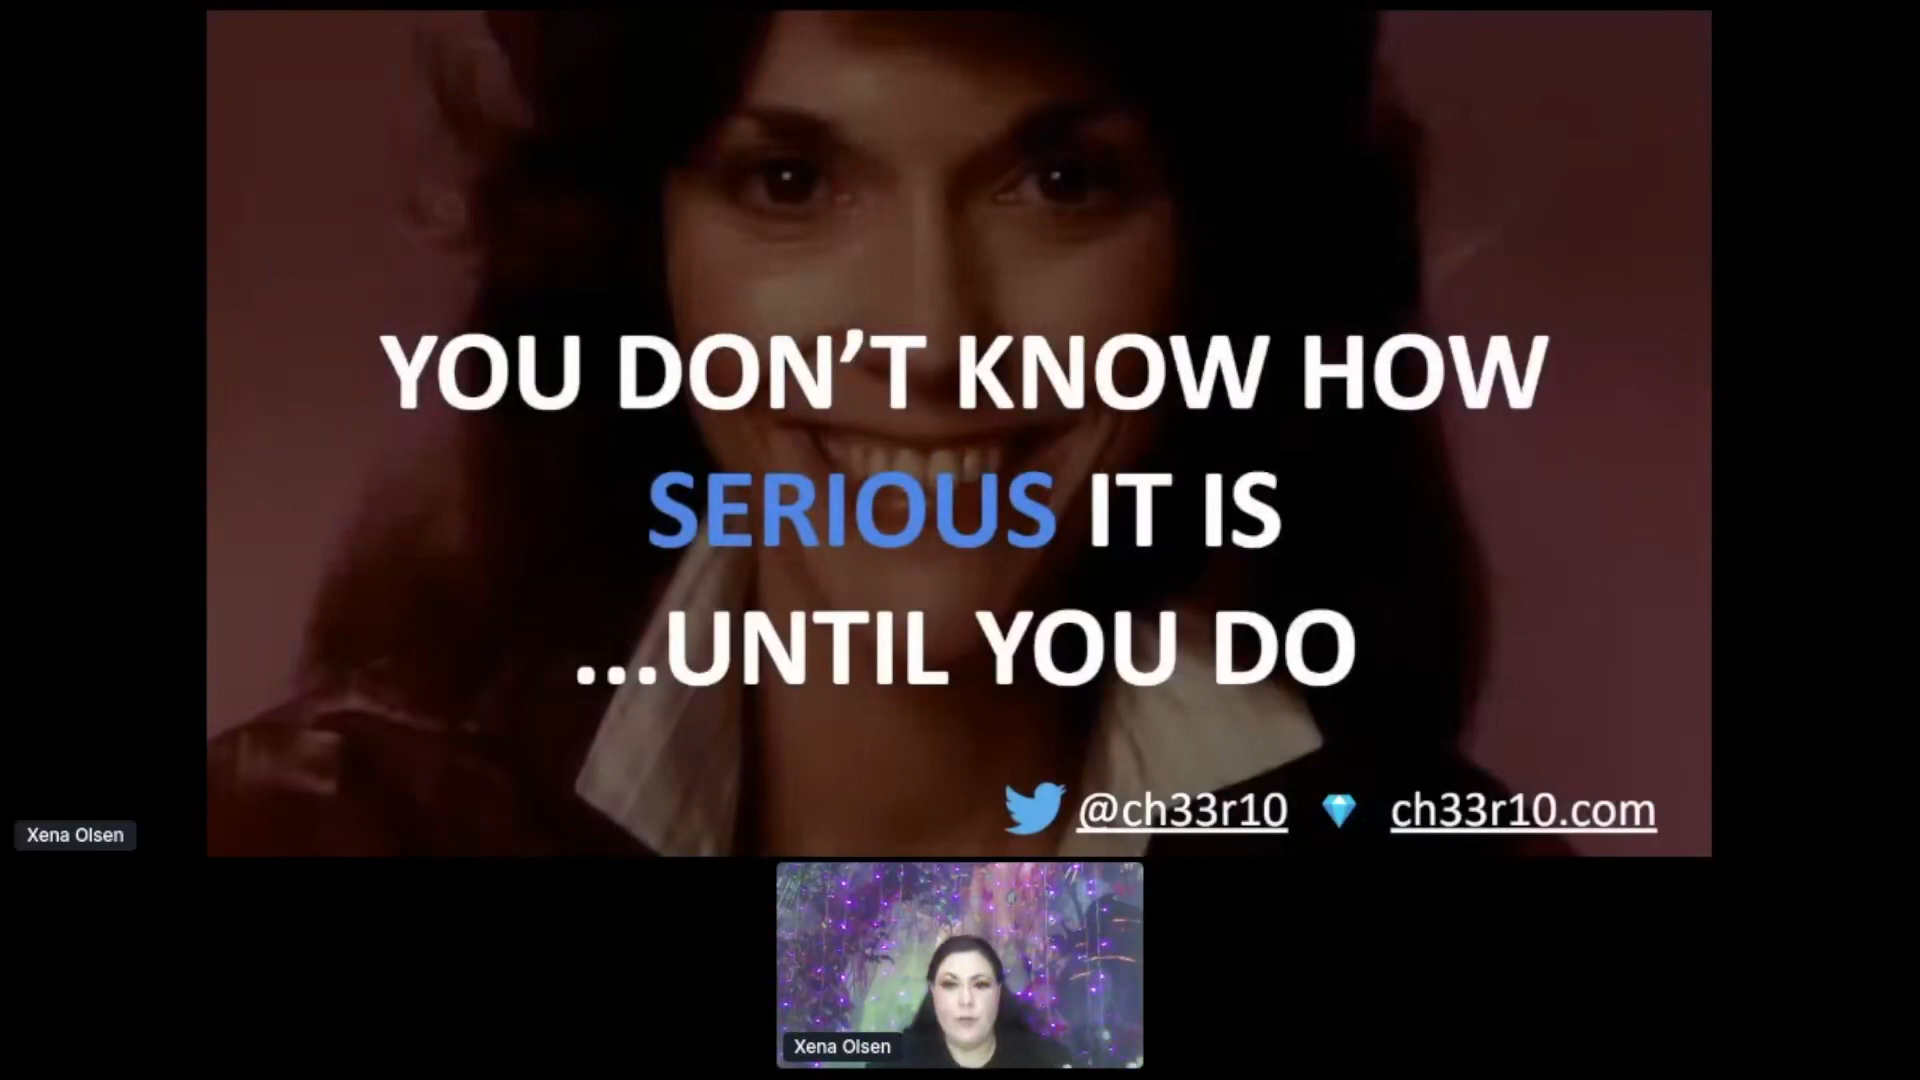 YOU DON’T KNOW HOW
SERIOUS IT IS
...UNTIL YOU DO
@ch33r10 ch33r10.com
Xena Olsen
Xena Olsen